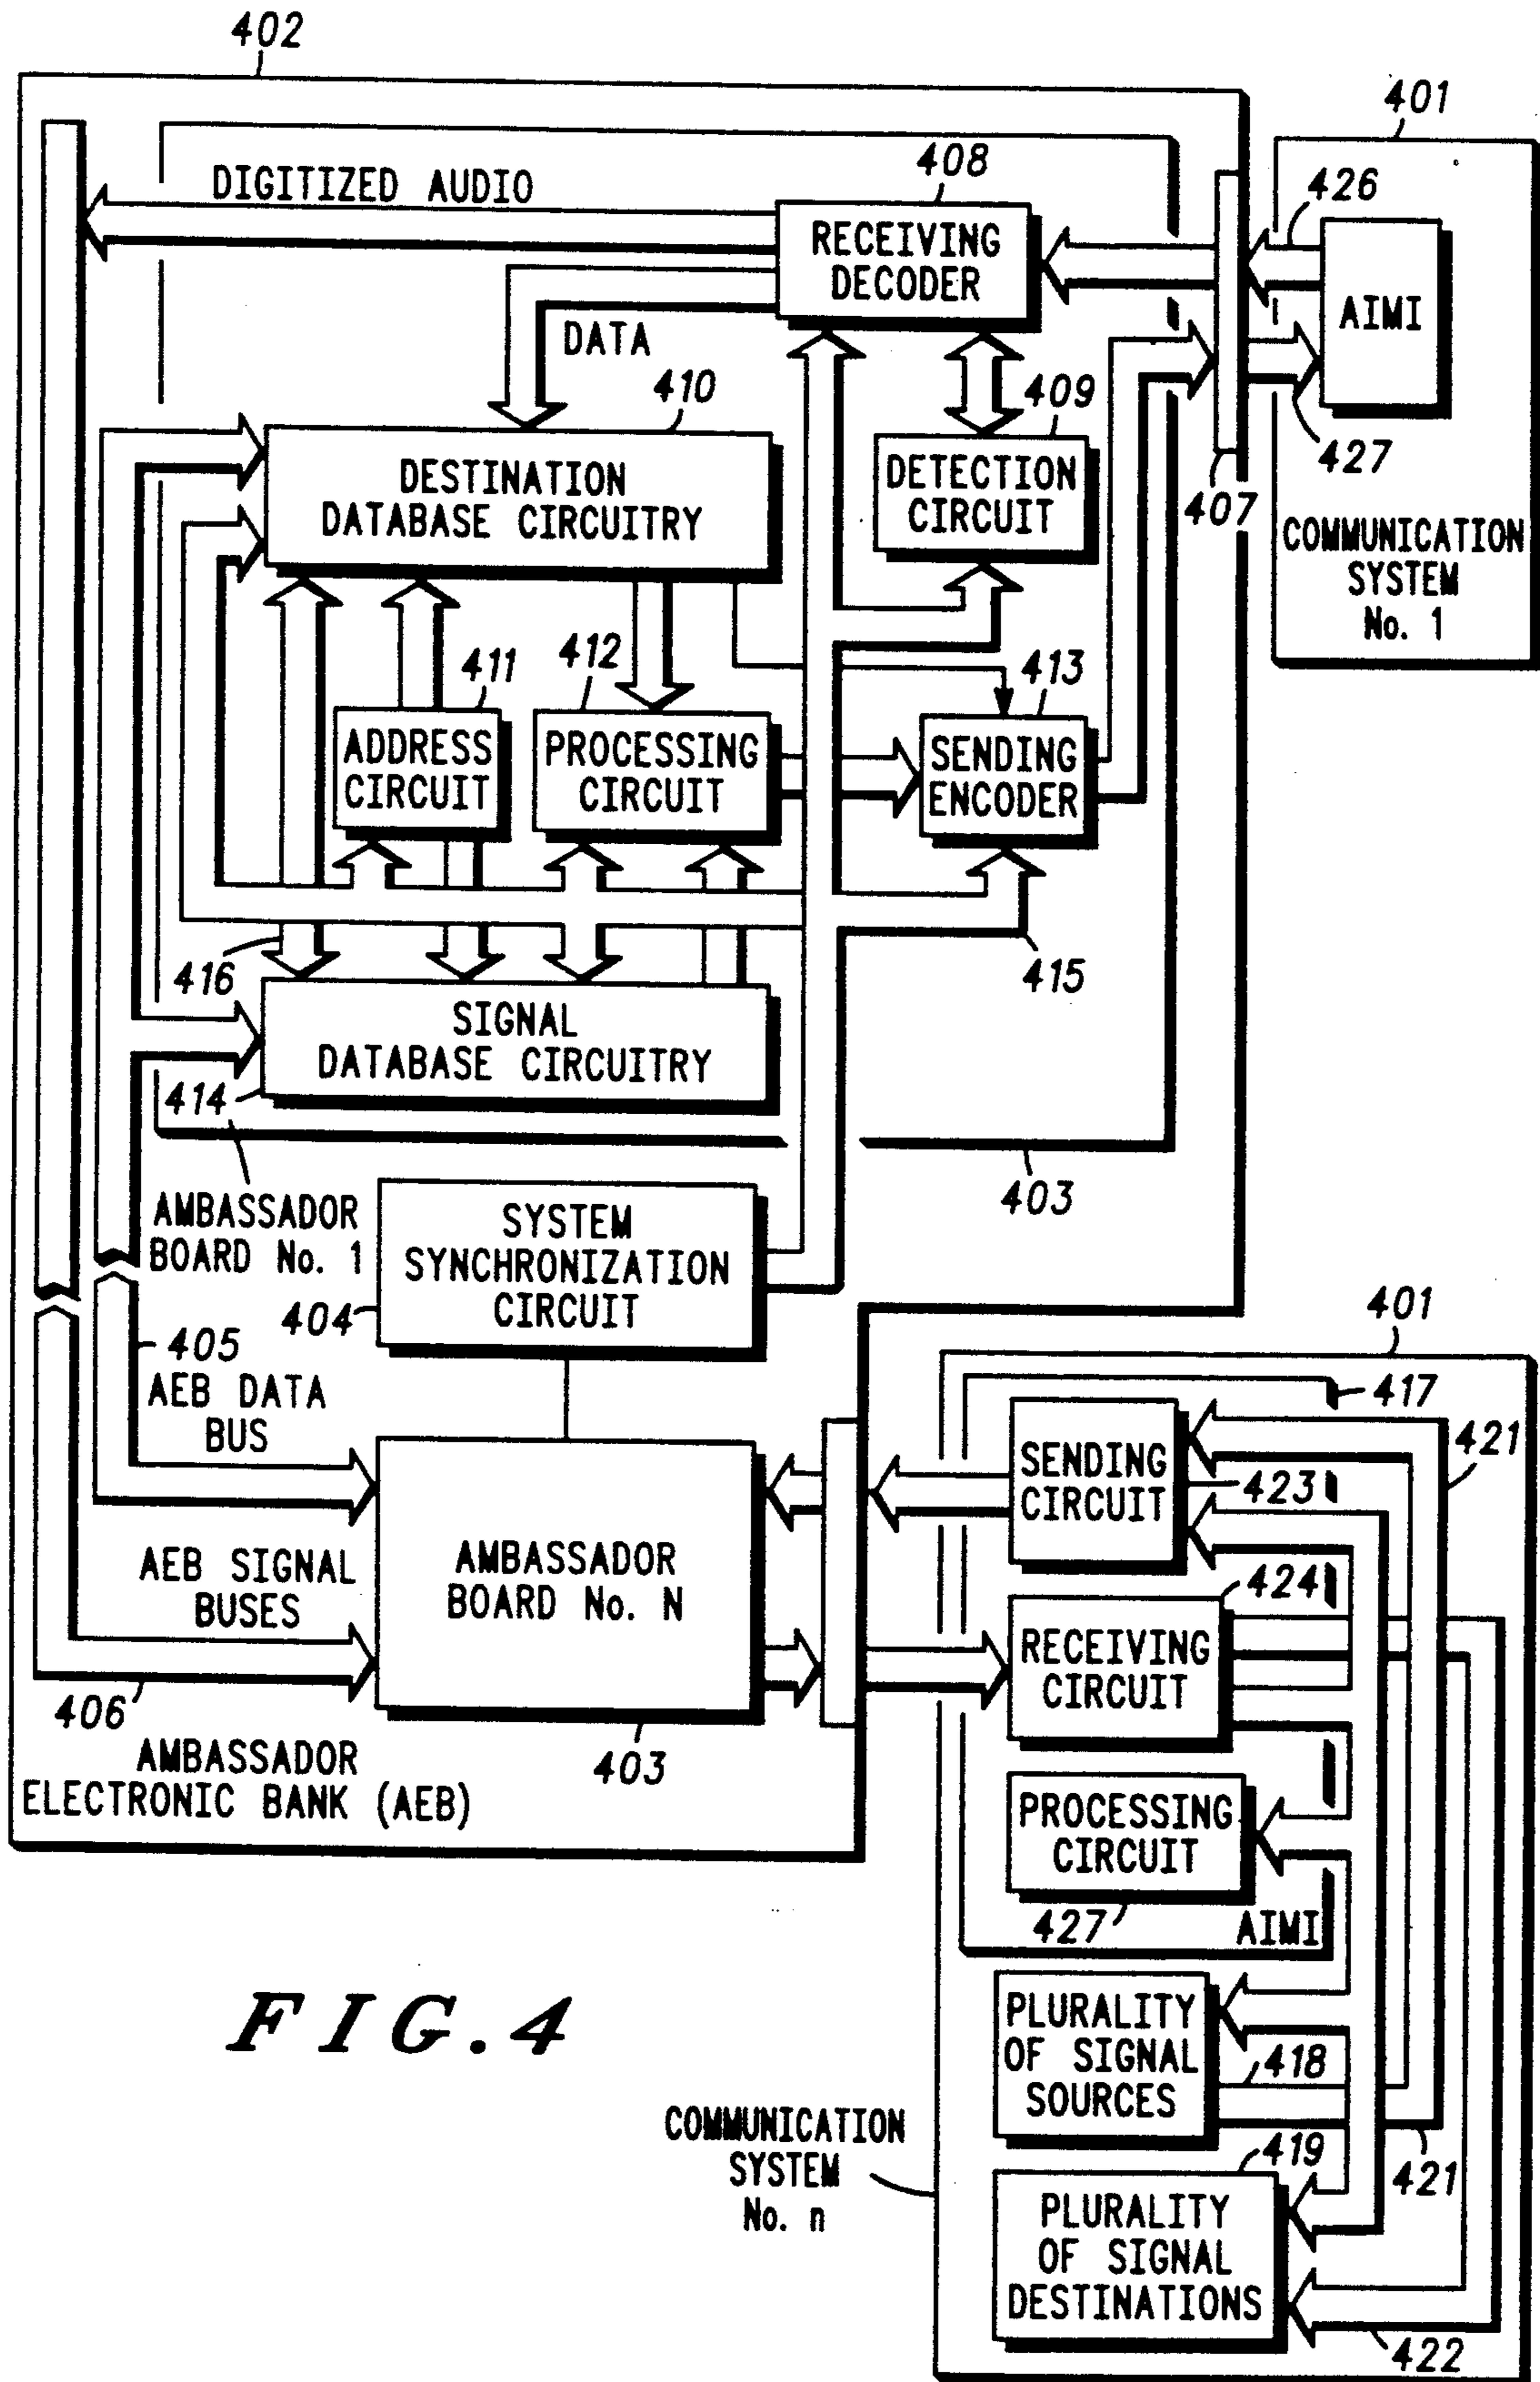 402
401
DIGITIZED AUDIO
408
426
RECEIVING
DECODER
AIMI
DATA
410
409
427
DESTINATION
DATABASE CIRCUITRY
DETECTION
CIRCUIT
407
COMMUNICATION
SYSTEM
No. 1
411
412
413
ADDRESS
CIRCUIT
PROCESSING
CIRCUIT
SENDING
ENCODER
416
415
SIGNAL
DATABASE CIRCUITRY
414
403
AMBASSADOR
BOARD No. 1
SYSTEM
SYNCHRONIZATION
CIRCUIT
404
401
405
AEB DATA
BUS
417
421
SENDING
CIRCUIT
423
AMBASSADOR
BOARD No. N
AEB SIGNAL
BUSES
424
RECEIVING
CIRCUIT
406
403
AMBASSADOR
ELECTRONIC BANK (AEB)
PROCESSING
CIRCUIT
427
AIMI
FIG.4
PLURALITY
OF SIGNAL
SOURCES
418
COMMUNICATION
SYSTEM
No. n
419
421
PLURALITY
OF SIGNAL
DESTINATIONS
422